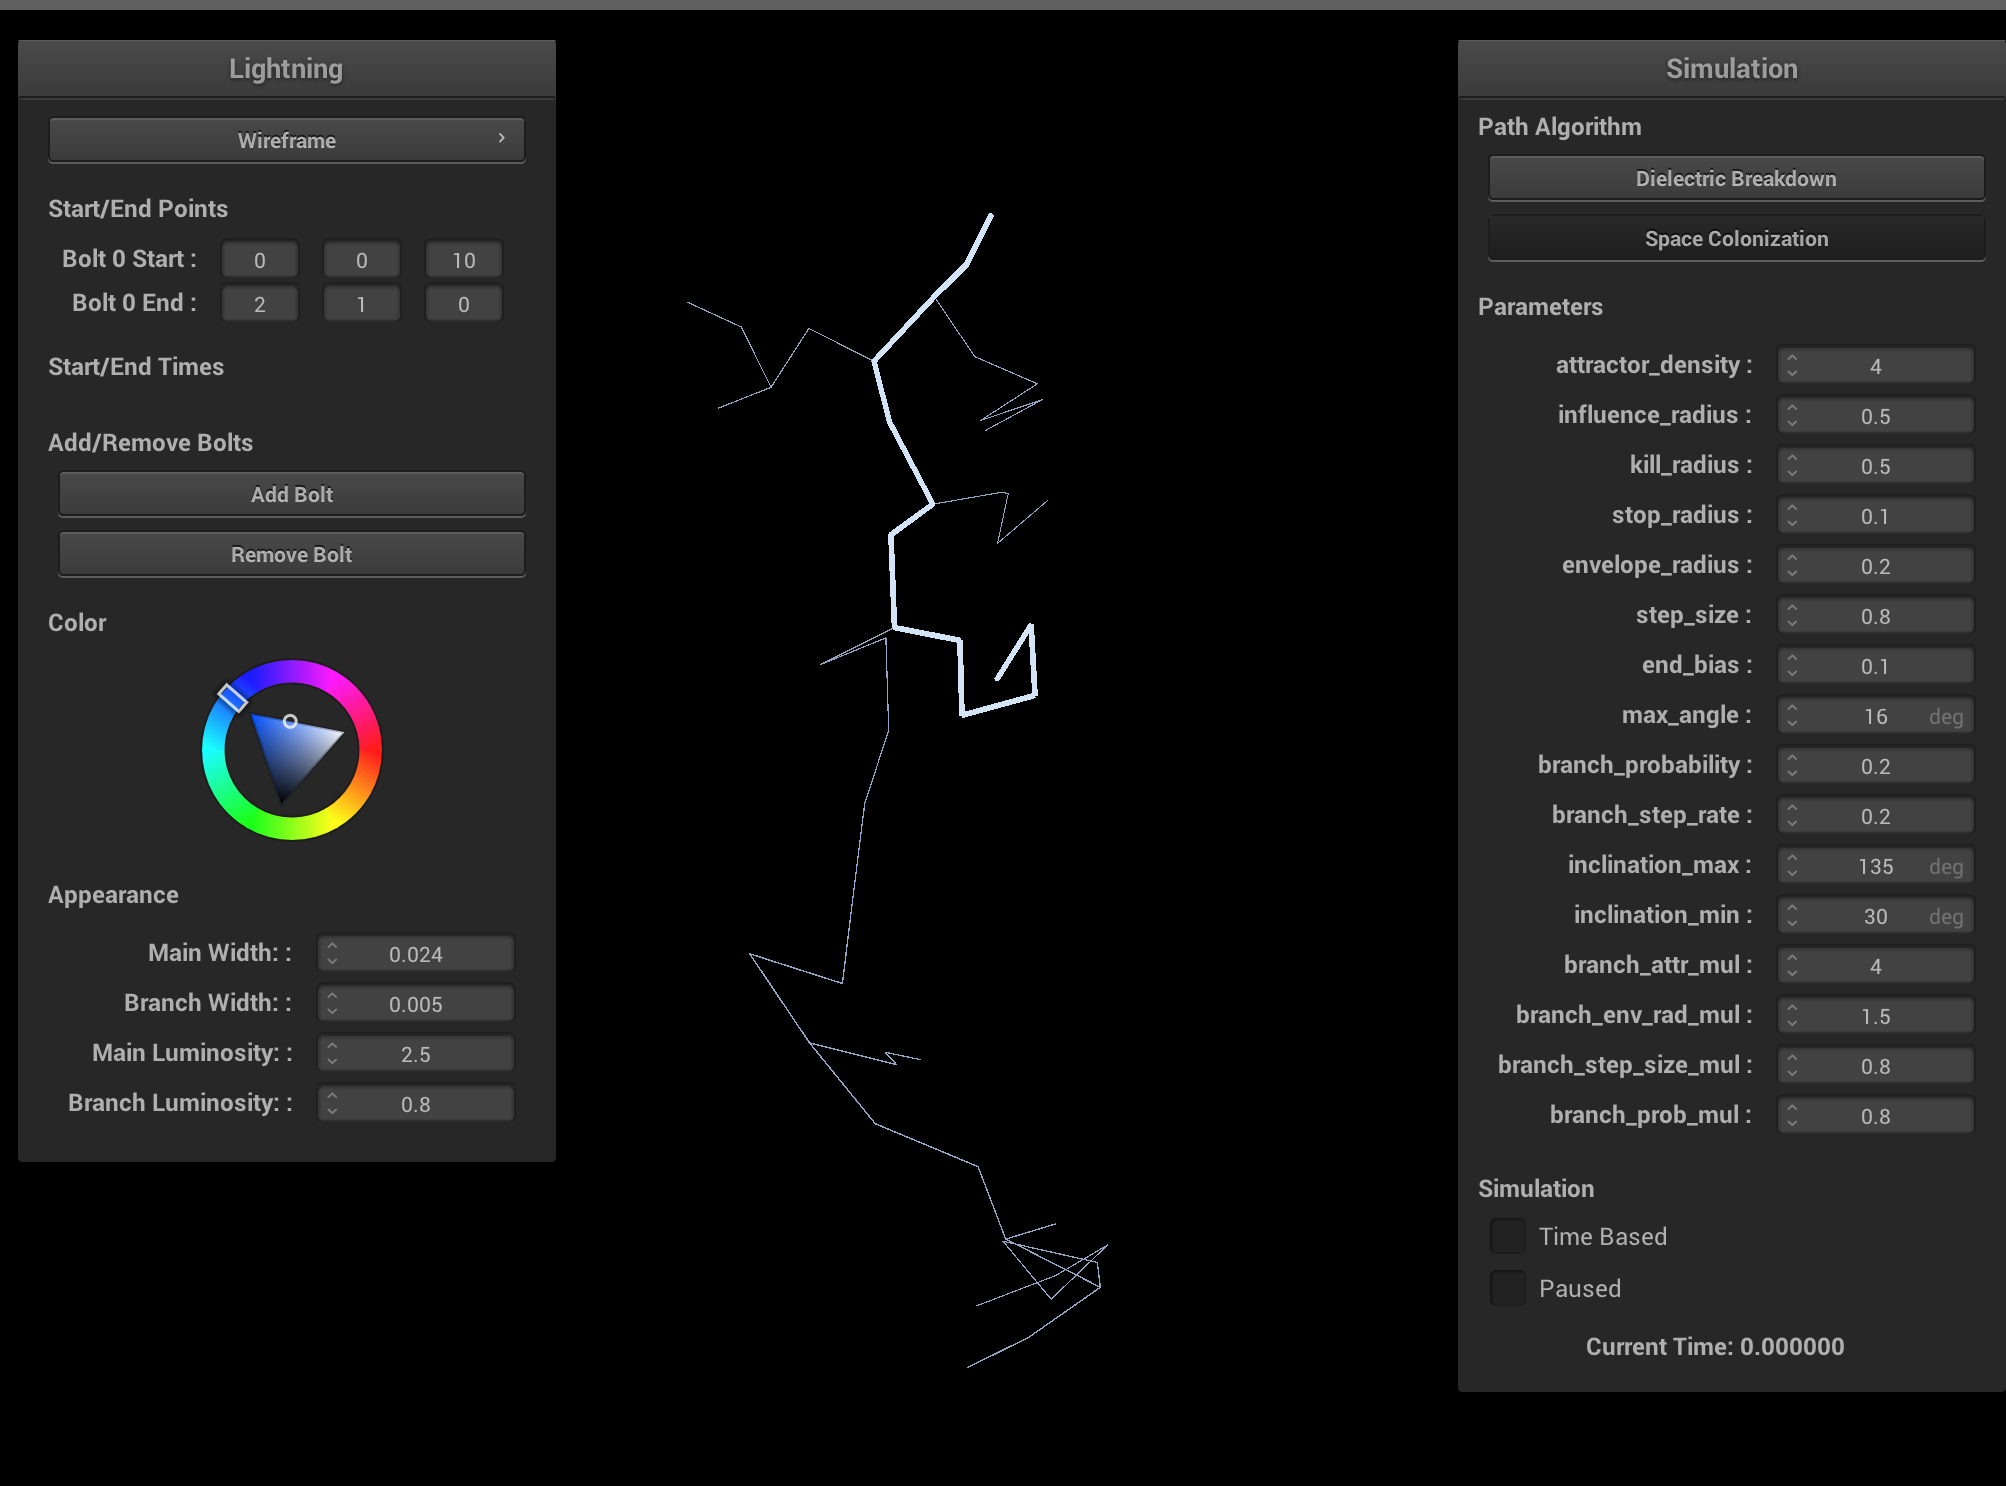 Lightning
Wireframe
Start/End Points
Bolt 0 Start : 0 0 10
Bolt 0 End : 2 1 0
Start/End Times
Add/Remove Bolts
Add Bolt
Remove Bolt
Color
Appearance
Main Width: : 0.024
Branch Width: : 0.005
Main Luminosity: : 2.5
Branch Luminosity: : 0.8
Simulation
Path Algorithm
Dielectric Breakdown
Space Colonization
Parameters
attractor_density : 4
influence_radius : 0.5
kill_radius : 0.5
stop_radius : 0.1
envelope_radius : 0.2
step_size : 0.8
end_bias : 0.1
max_angle : 16 deg
branch_probability : 0.2
branch_step_rate : 0.2
inclination_max : 135 deg
inclination_min : 30 deg
branch_attr_mul : 4
branch_env_rad_mul : 1.5
branch_step_size_mul : 0.8
branch_prob_mul : 0.8
Simulation
Time Based
Paused
Current Time: 0.000000